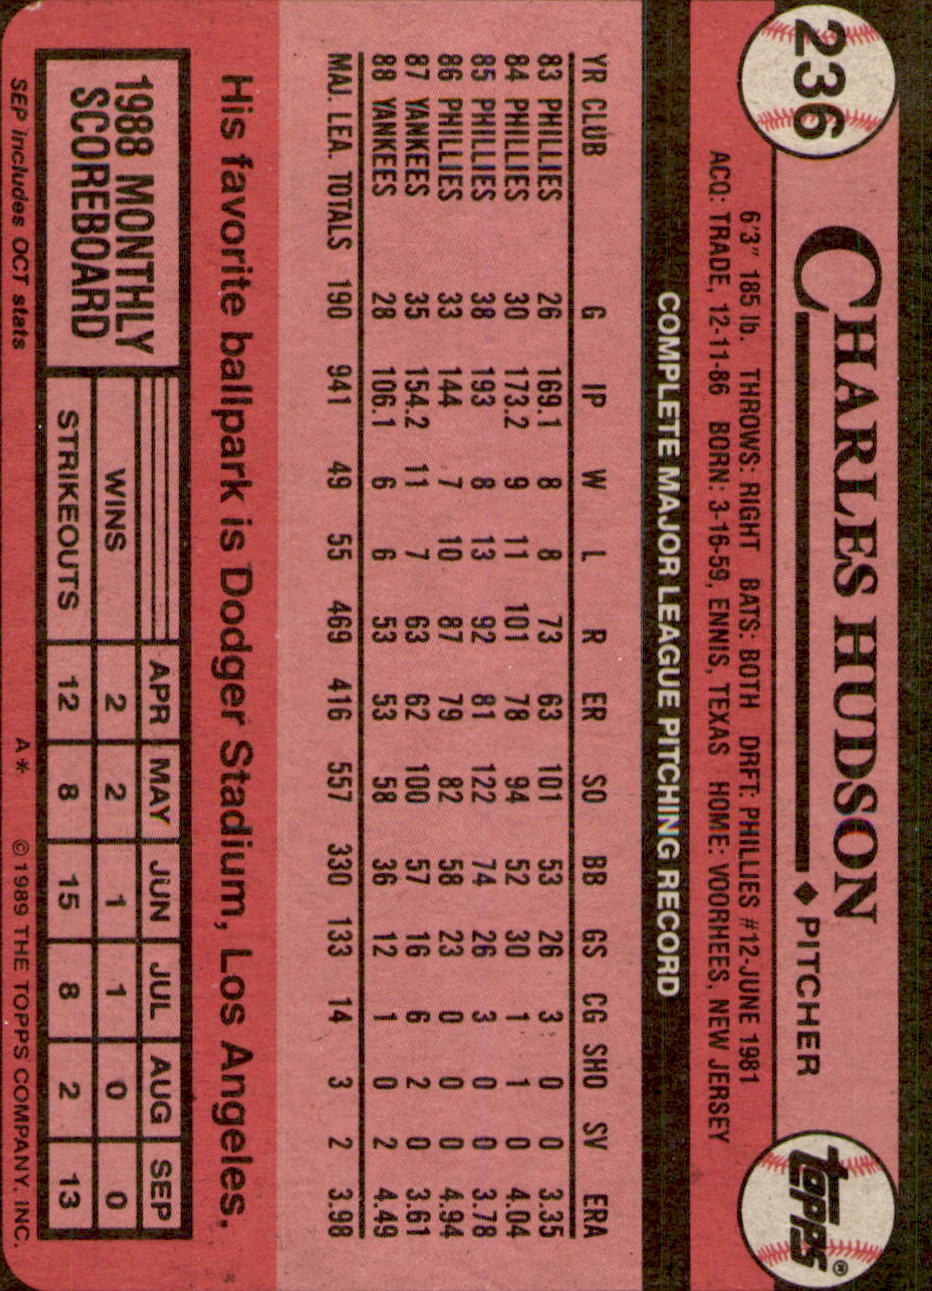 236
CHARLES HUDSON ♦ PITCHER
topps®
6'3" 185 lb. THROWS: RIGHT BATS: BOTH DRFT: PHILLIES #12-JUNE 1981
ACQ: TRADE, 12-11-86 BORN: 3-16-59, ENNIS, TEXAS HOME: VOORHEES, NEW JERSEY
COMPLETE MAJOR LEAGUE PITCHING RECORD
YR CLUB G IP W L R ER SO BB GS CG SHO SV ERA
83 PHILLIES 26 169.1 8 8 73 63 101 53 26 3 0 0 3.35
84 PHILLIES 30 173.2 9 11 101 78 94 52 30 1 1 0 4.04
85 PHILLIES 38 193 8 13 92 81 122 74 26 3 0 0 3.78
86 PHILLIES 33 144 7 10 87 79 82 58 23 0 0 0 4.94
87 YANKEES 35 154.2 11 7 63 62 100 57 16 6 2 0 3.61
88 YANKEES 28 106.1 6 6 53 53 58 36 12 1 0 2 4.49
MAJ. LEA. TOTALS 190 941 49 55 469 416 557 330 133 14 3 2 3.98
His favorite ballpark is Dodger Stadium, Los Angeles.
1988 MONTHLY
SCOREBOARD
APR MAY JUN JUL AUG SEP
WINS 2 2 1 1 0 0
STRIKEOUTS 12 8 15 8 2 13
SEP includes OCT stats A* © 1989 THE TOPPS COMPANY, INC.